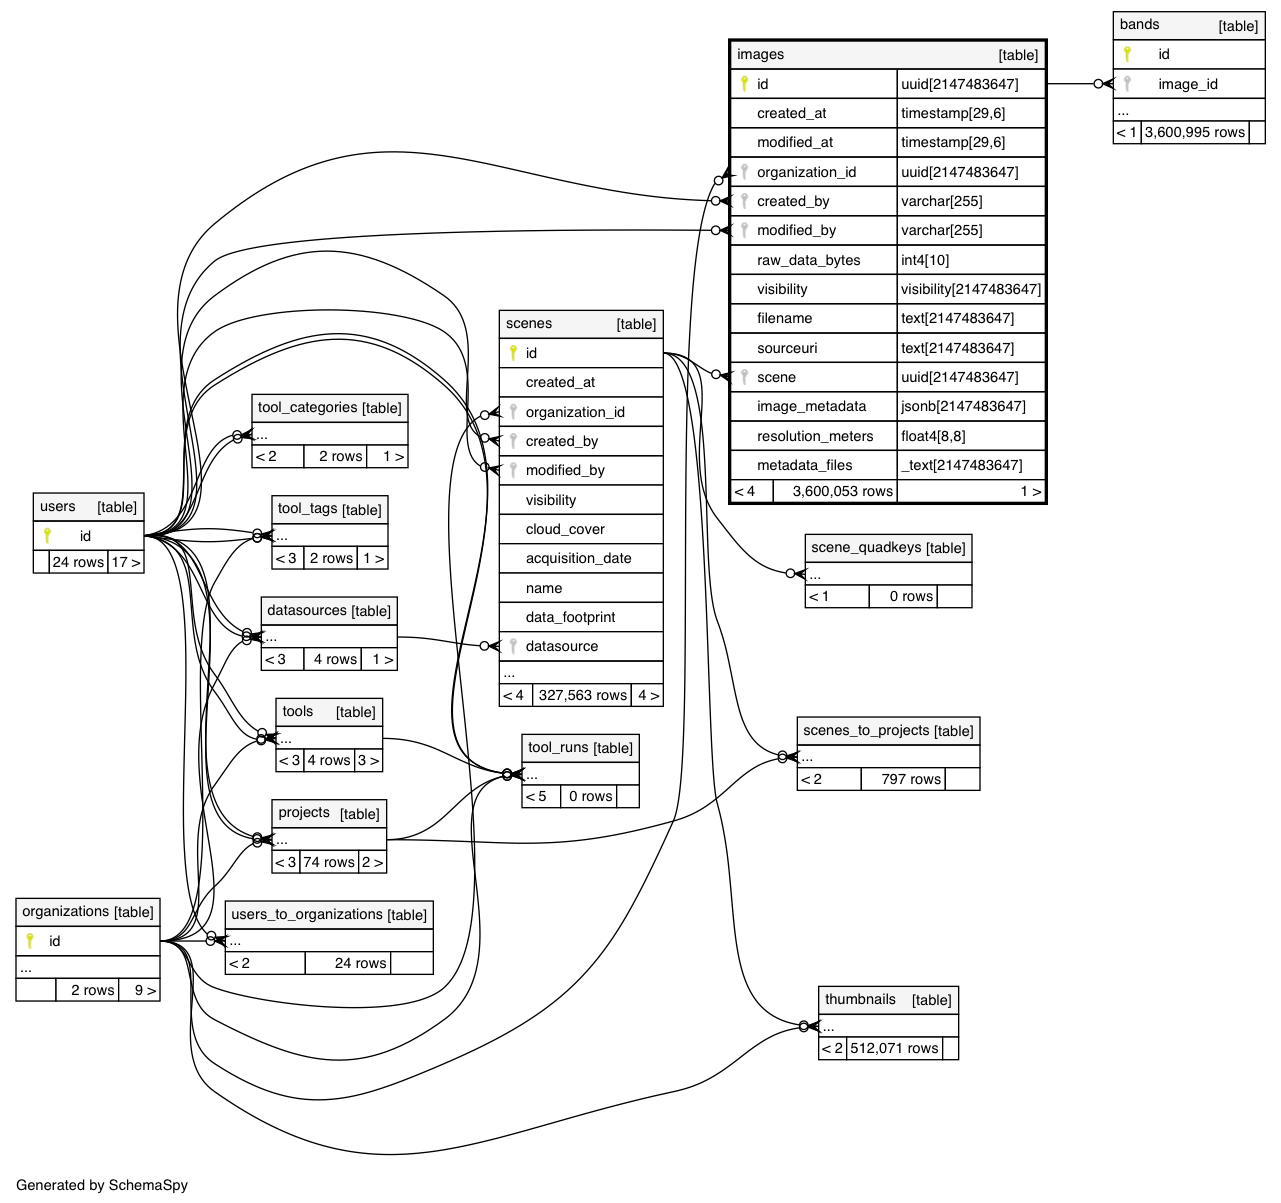 bands [table]
id
image_id
...
< 1 3,600,995 rows
images [table]
id uuid[2147483647]
created_at timestamp[29,6]
modified_at timestamp[29,6]
organization_id uuid[2147483647]
created_by varchar[255]
modified_by varchar[255]
raw_data_bytes int4[10]
visibility visibility[2147483647]
filename text[2147483647]
sourceuri text[2147483647]
scene uuid[2147483647]
image_metadata jsonb[2147483647]
resolution_meters float4[8,8]
metadata_files _text[2147483647]
< 4 3,600,053 rows 1 >
scenes [table]
id
created_at
organization_id
created_by
modified_by
visibility
cloud_cover
acquisition_date
name
data_footprint
datasource
...
< 4 327,563 rows 4 >
tool_categories [table]
...
< 2 2 rows 1 >
users [table]
id
24 rows 17 >
tool_tags [table]
...
< 3 2 rows 1 >
scene_quadkeys [table]
...
< 1 0 rows
datasources [table]
...
< 3 4 rows 1 >
tools [table]
...
< 3 4 rows 3 >
tool_runs [table]
...
< 5 0 rows
scenes_to_projects [table]
...
< 2 797 rows
projects [table]
...
< 3 74 rows 2 >
organizations [table]
id
...
2 rows 9 >
users_to_organizations [table]
...
< 2 24 rows
thumbnails [table]
...
< 2 512,071 rows
Generated by SchemaSpy